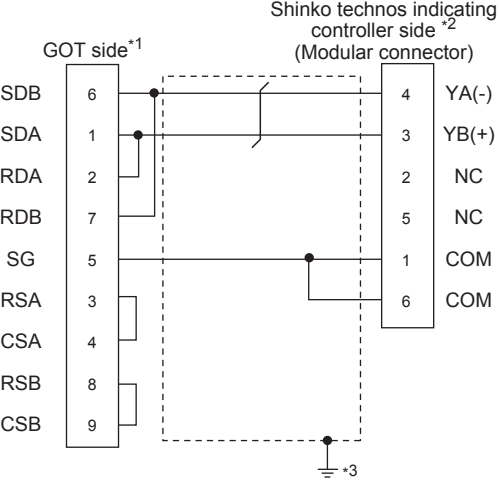 Shinko technos indicating
controller side *2
(Modular connector)
GOT side*1
SDB 6 4 YA(-)
SDA 1 3 YB(+)
RDA 2 2 NC
RDB 7 5 NC
SG 5 1 COM
RSA 3 6 COM
CSA 4
RSB 8
CSB 9
*3